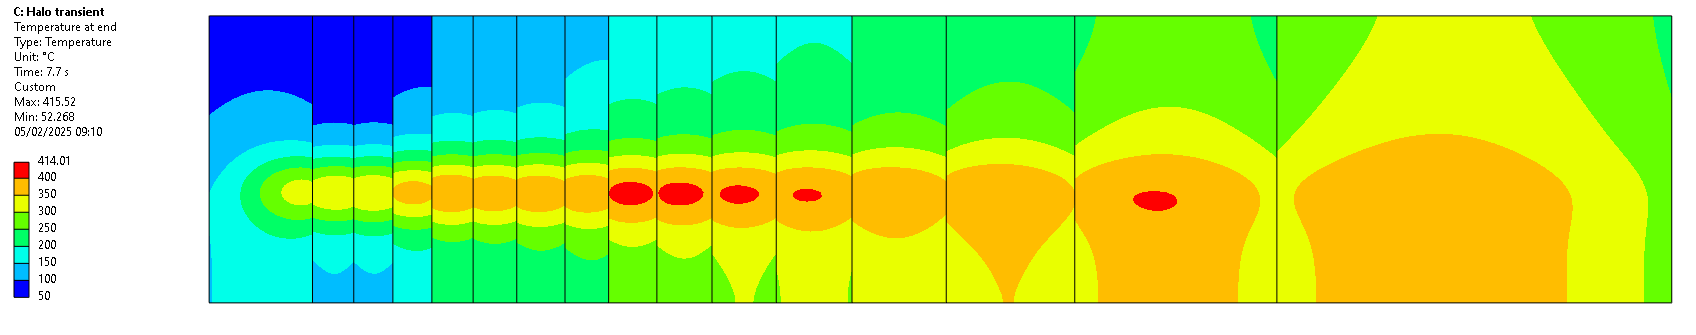 C: Halo transient
Temperature at end
Type: Temperature
Unit: °C
Time: 7.7 s
Custom
Max: 415.52
Min: 52.268
05/02/2025 09:10
414.01
400
350
300
250
200
150
100
50